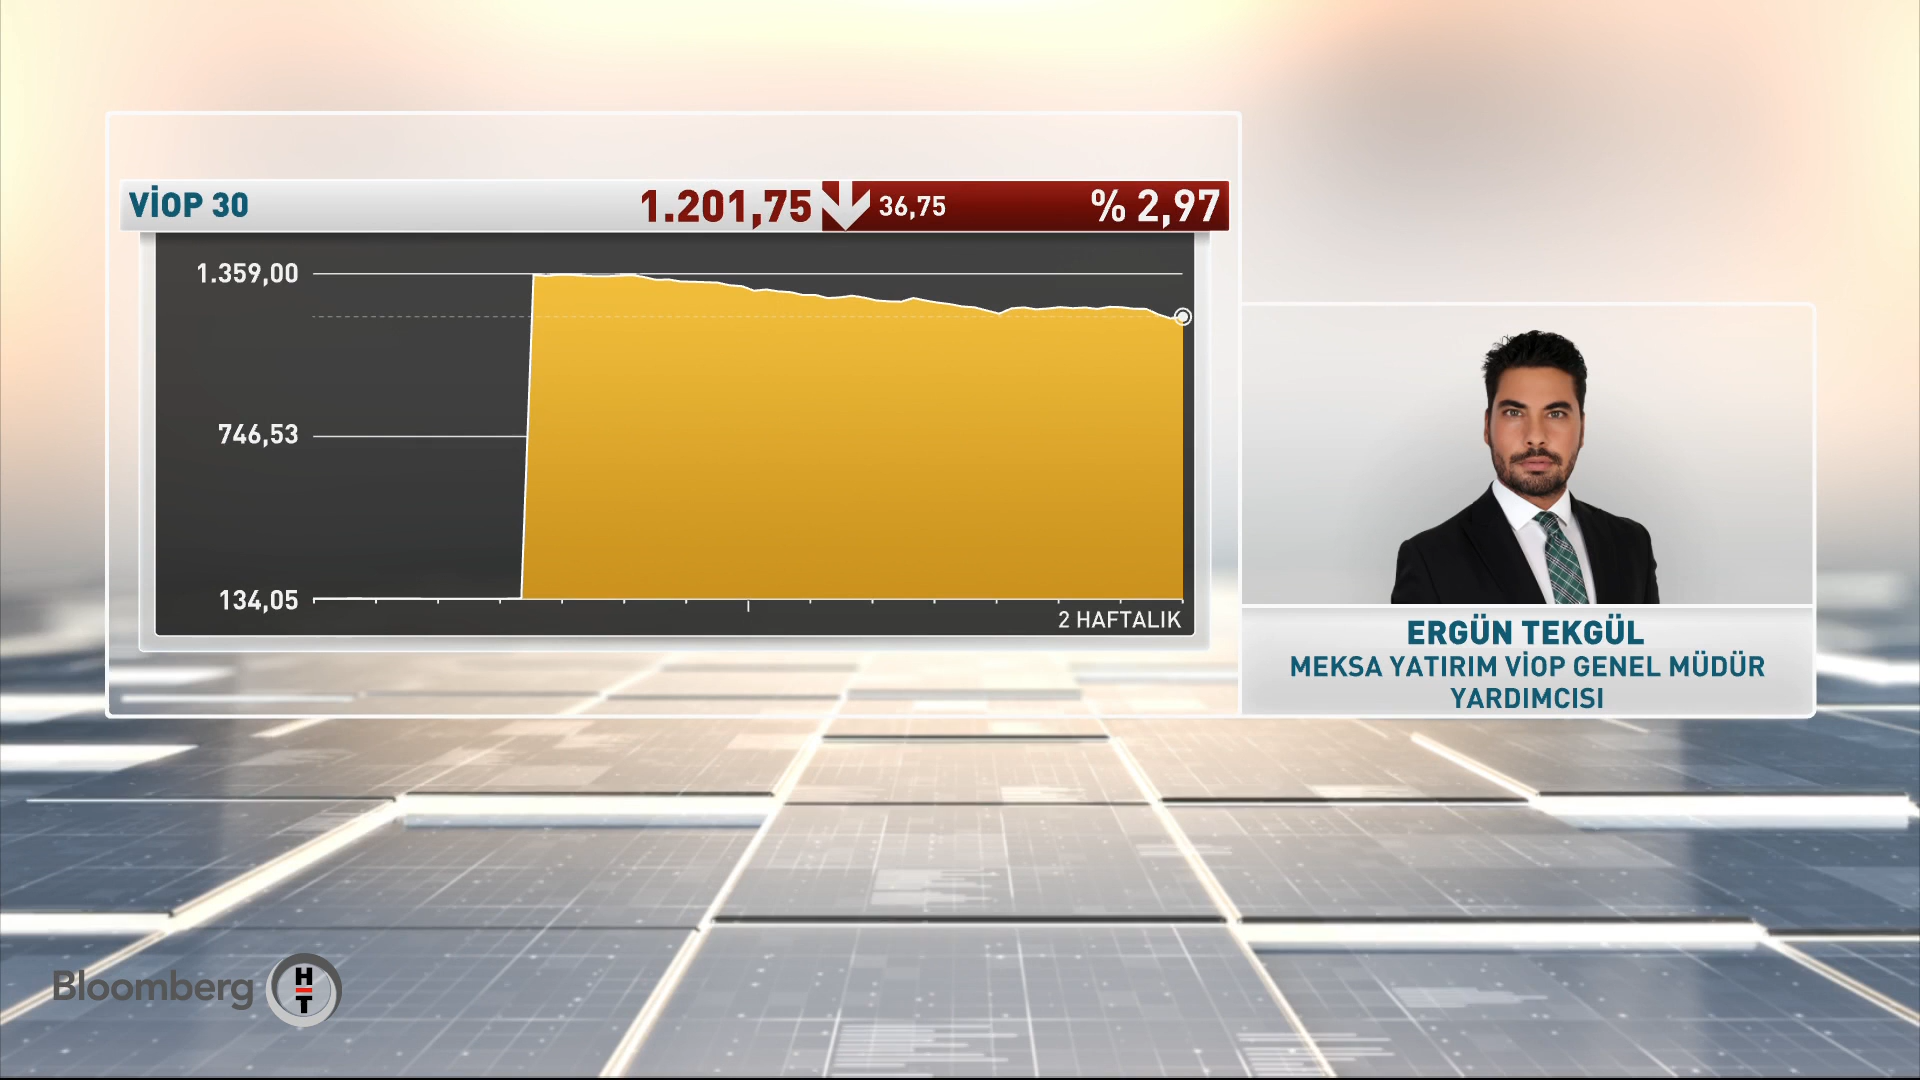 VİOP 30 1.201,75 36,75 % 2,97
1.359,00
746,53
134,05
2 HAFTALIK
ERGÜN TEKGÜL
MEKSA YATIRIM VİOP GENEL MÜDÜR
YARDIMCISI
Bloomberg HT